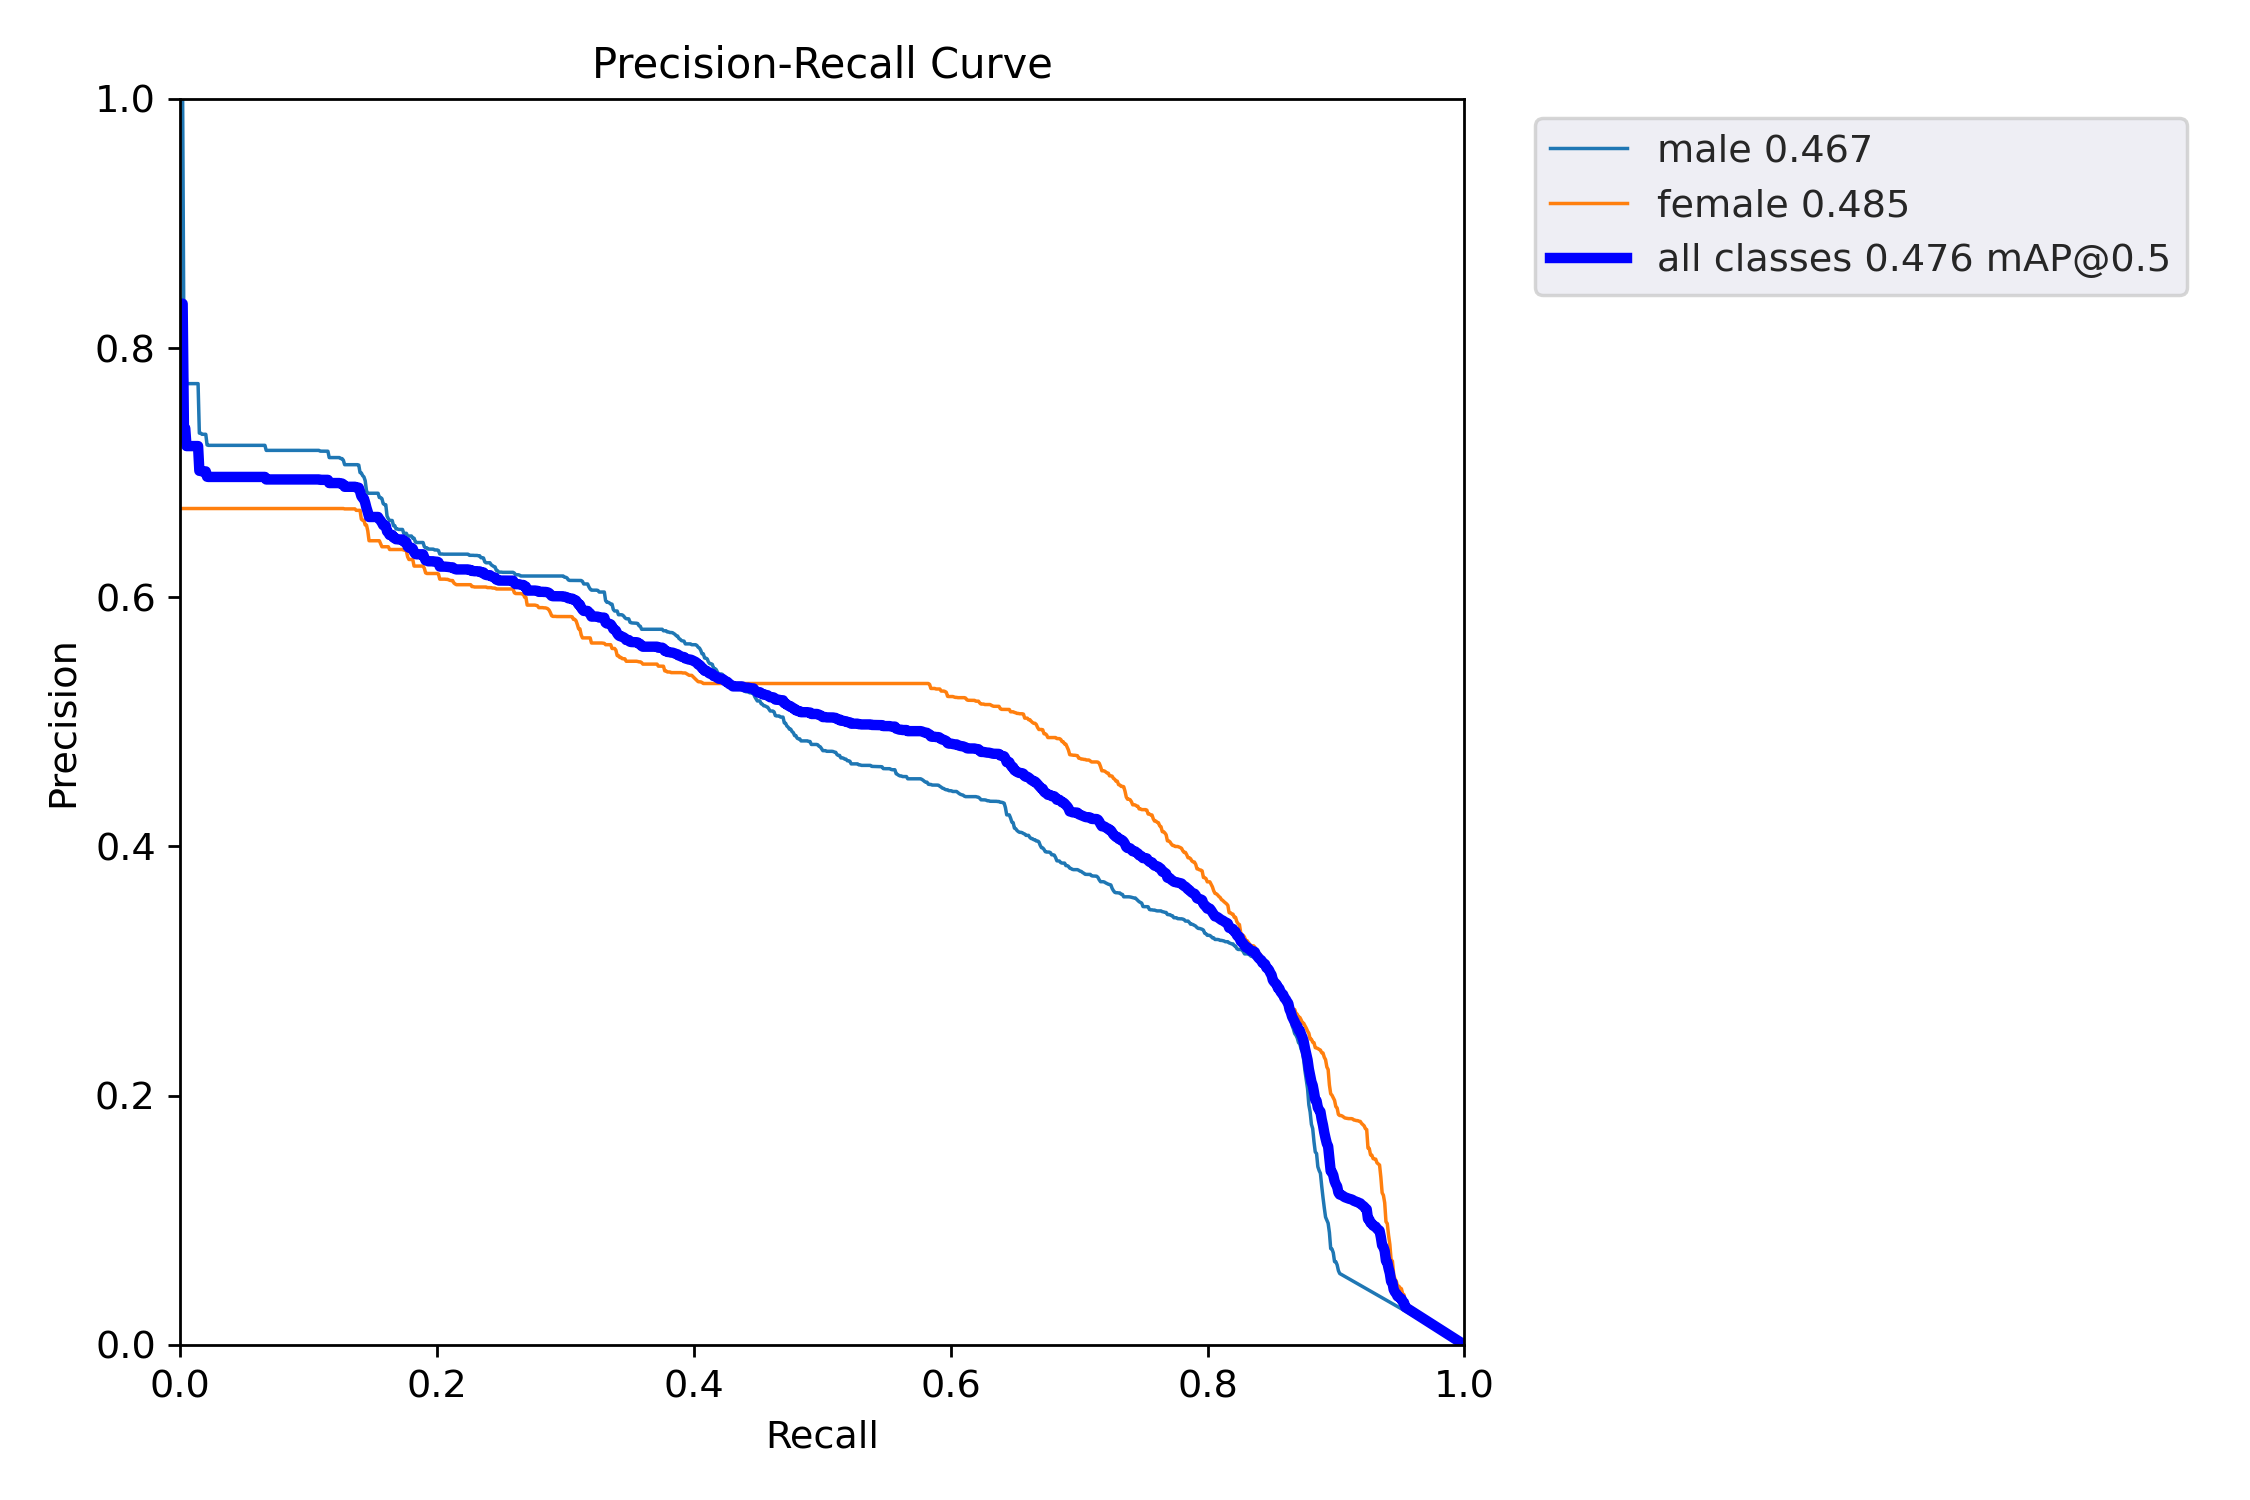 Precision-Recall Curve
1.0
0.8
0.6
0.4
0.2
0.0
Precision
0.0 0.2 0.4 0.6 0.8 1.0
Recall
male 0.467
female 0.485
all classes 0.476 mAP@0.5